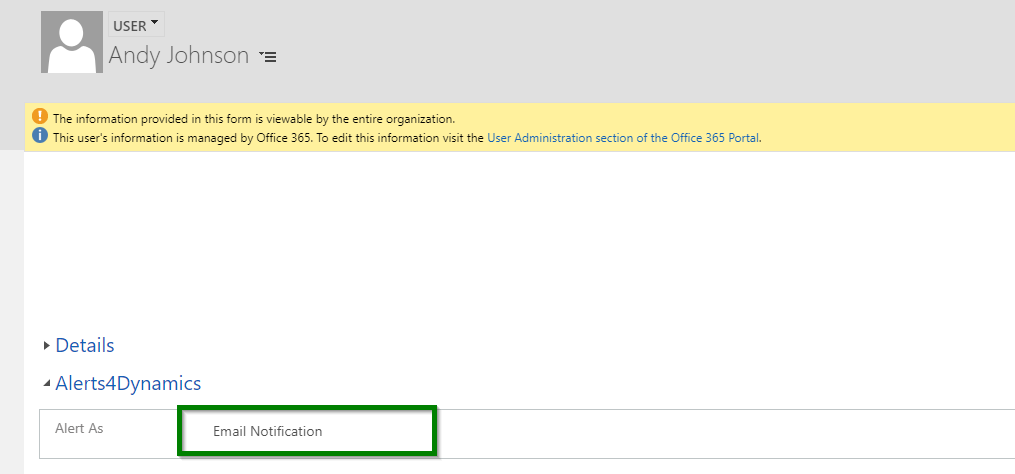 USER
Andy Johnson
The information provided in this form is viewable by the entire organization.
This user's information is managed by Office 365. To edit this information visit the User Administration section of the Office 365 Portal.
Details
Alerts4Dynamics
Alert As
Email Notification